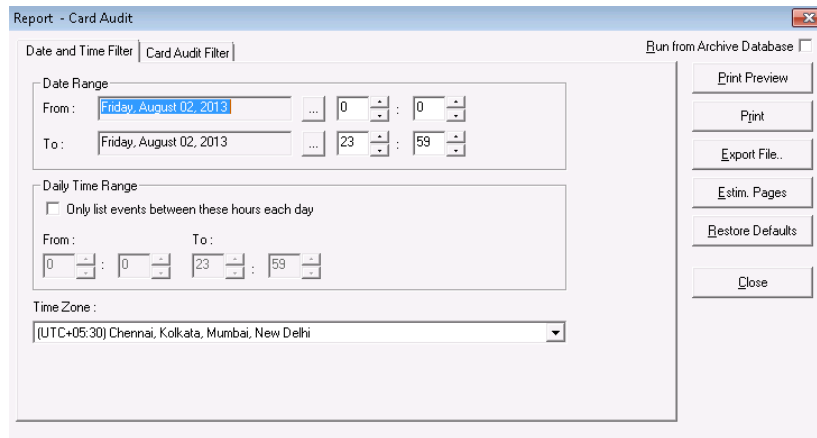 Report - Card Audit
Date and Time Filter Card Audit Filter Run from Archive Database
Date Range
From : Friday, August 02, 2013 ... 0 : 0
To : Friday, August 02, 2013 ... 23 : 59
Daily Time Range
Only list events between these hours each day
From : To :
0 : 0 23 : 59
Time Zone :
(UTC+05:30) Chennai, Kolkata, Mumbai, New Delhi
Print Preview
Print
Export File..
Estim. Pages
Restore Defaults
Close